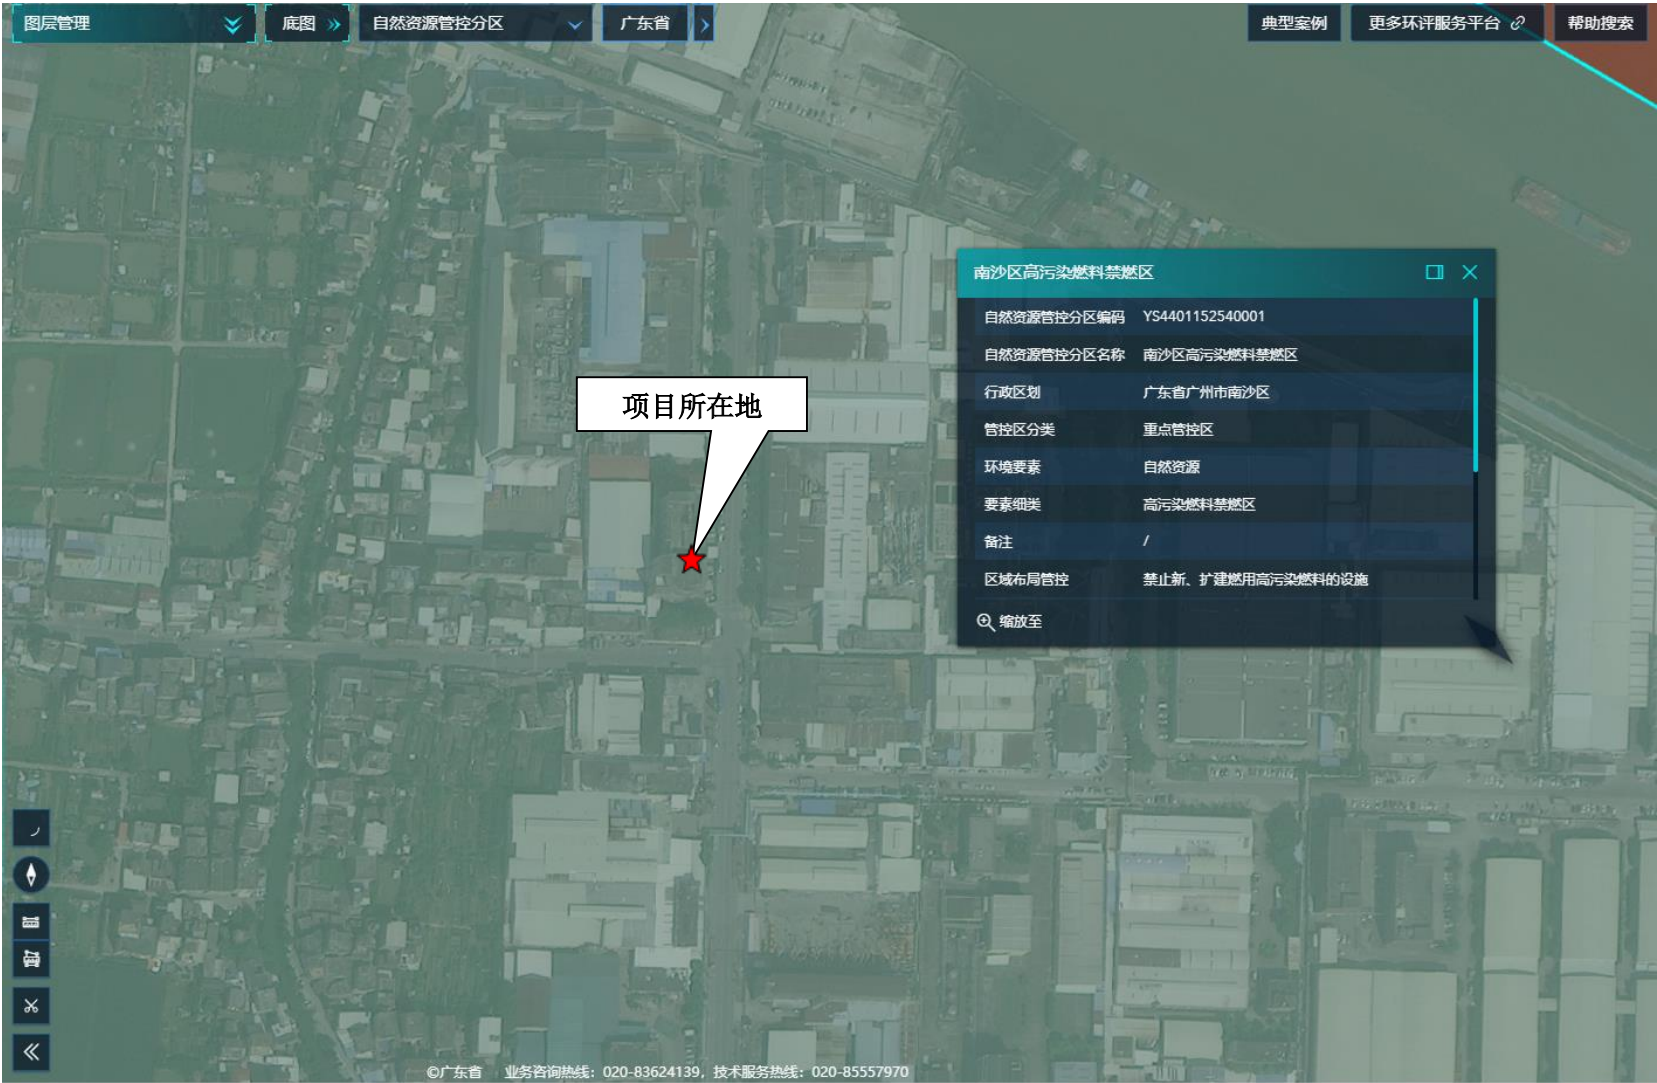 图层管理
底图
自然资源管控分区
广东省
典型案例
更多环评服务平台
帮助搜索
南沙区高污染燃料禁燃区
自然资源管控分区编码 YS4401152540001
自然资源管控分区名称 南沙区高污染燃料禁燃区
行政区划 广东省广州市南沙区
管控区分类 重点管控区
环境要素 自然资源
要素细类 高污染燃料禁燃区
备注 /
区域布局管控 禁止新、扩建燃用高污染燃料的设施
缩放至
项目所在地
©广东省 业务咨询热线：020-83624139，技术服务热线：020-85557970